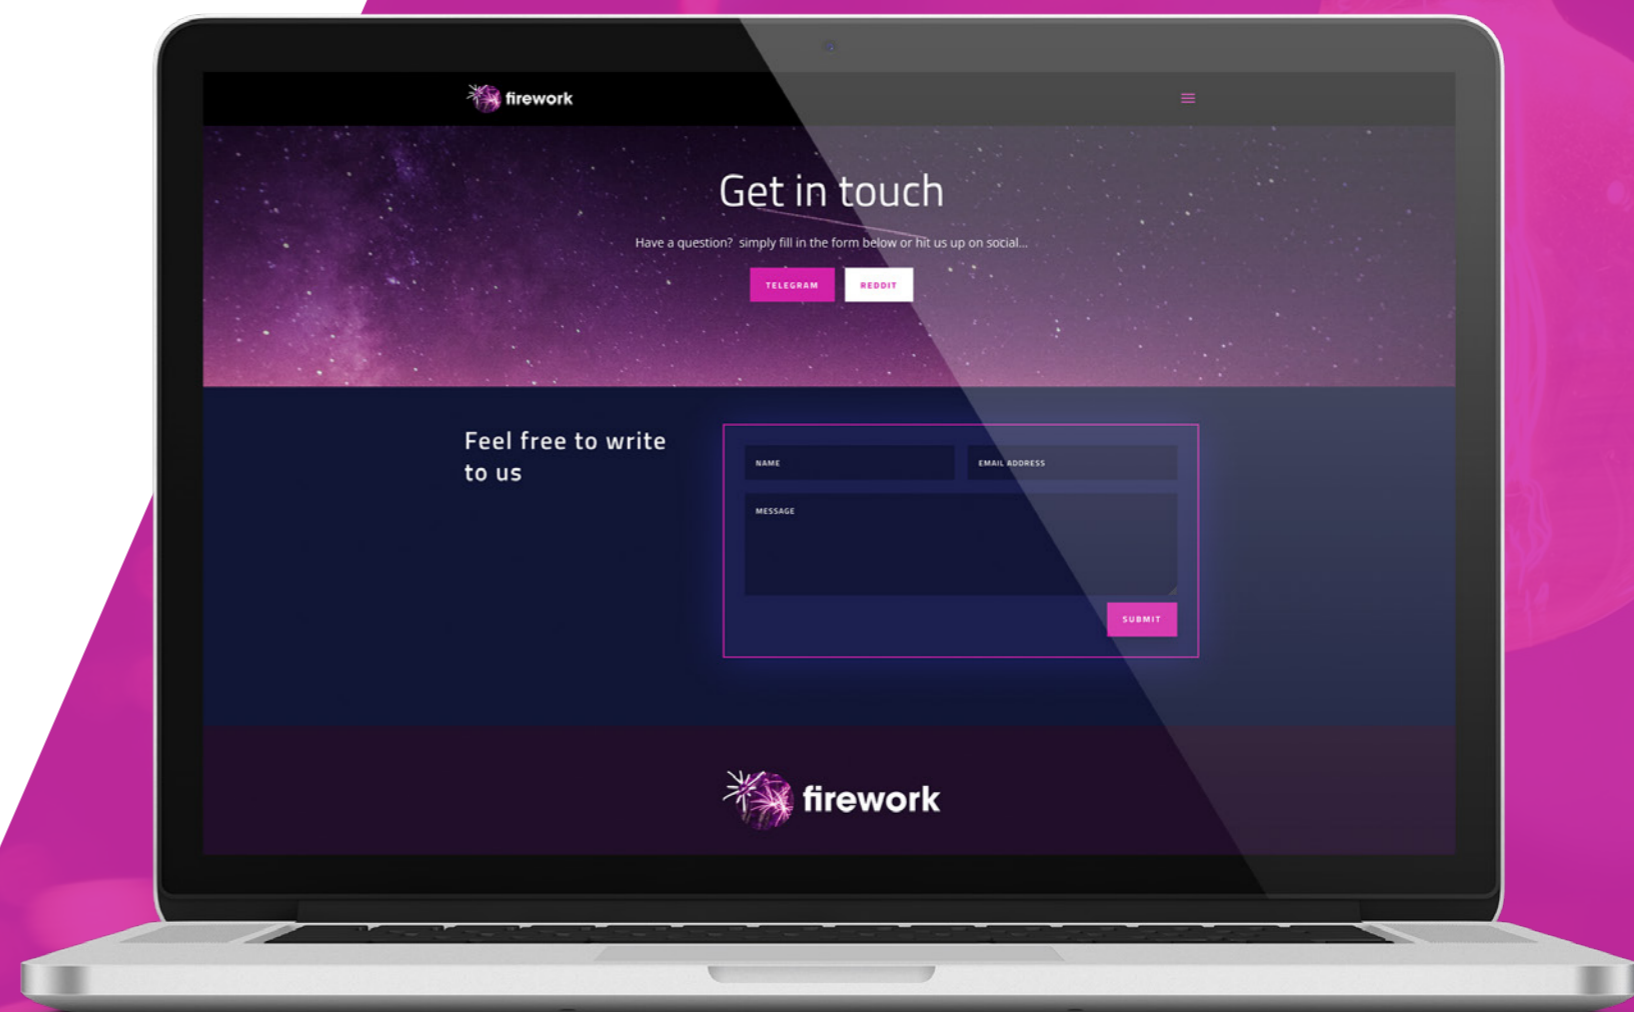 firework
Get in touch
Have a question?  simply fill in the form below or hit us up on social...
TELEGRAM
REDDIT
Feel free to write
to us
NAME
EMAIL ADDRESS
MESSAGE
SUBMIT
firework